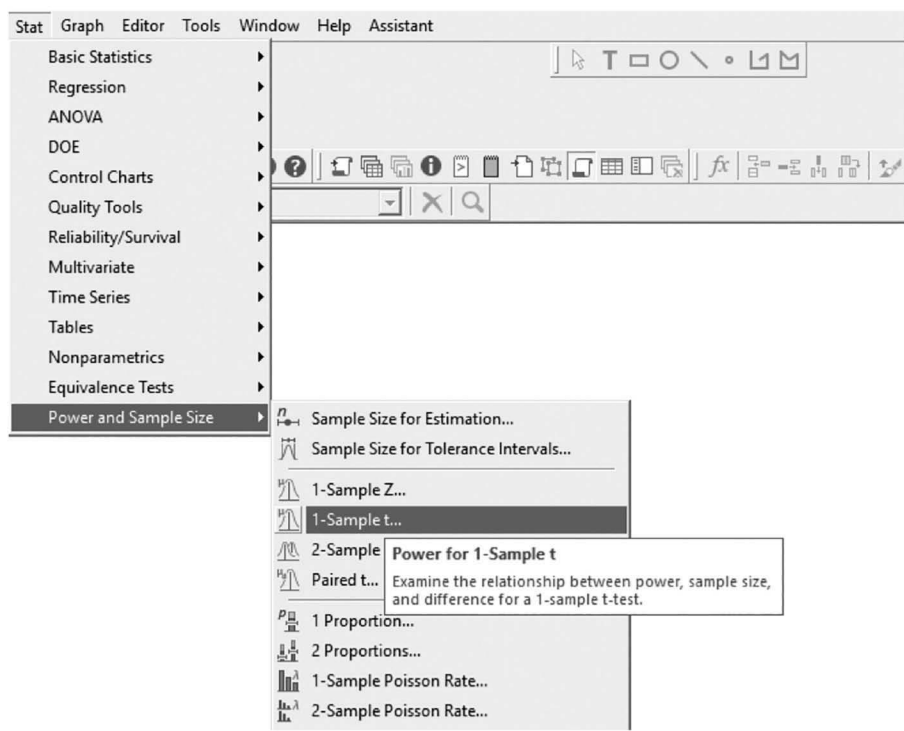 Stat Graph Editor Tools Window Help Assistant
Basic Statistics
Regression
ANOVA
DOE
Control Charts
Quality Tools
Reliability/Survival
Multivariate
Time Series
Tables
Nonparametrics
Equivalence Tests
Power and Sample Size
Sample Size for Estimation...
Sample Size for Tolerance Intervals...
1-Sample Z...
1-Sample t...
2-Sample
Paired t...
Power for 1-Sample t
Examine the relationship between power, sample size,
and difference for a 1-sample t-test.
1 Proportion...
2 Proportions...
1-Sample Poisson Rate...
2-Sample Poisson Rate...